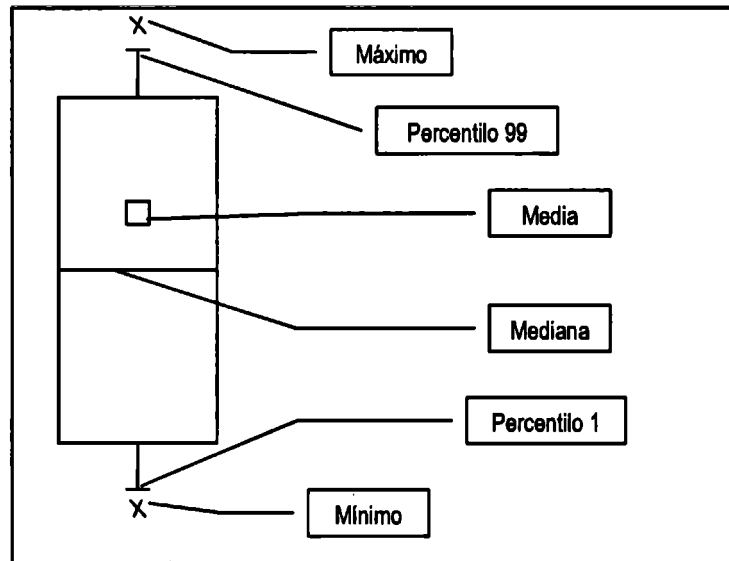 Máximo
Percentilo 99
Media
Mediana
Percentilo 1
Mínimo